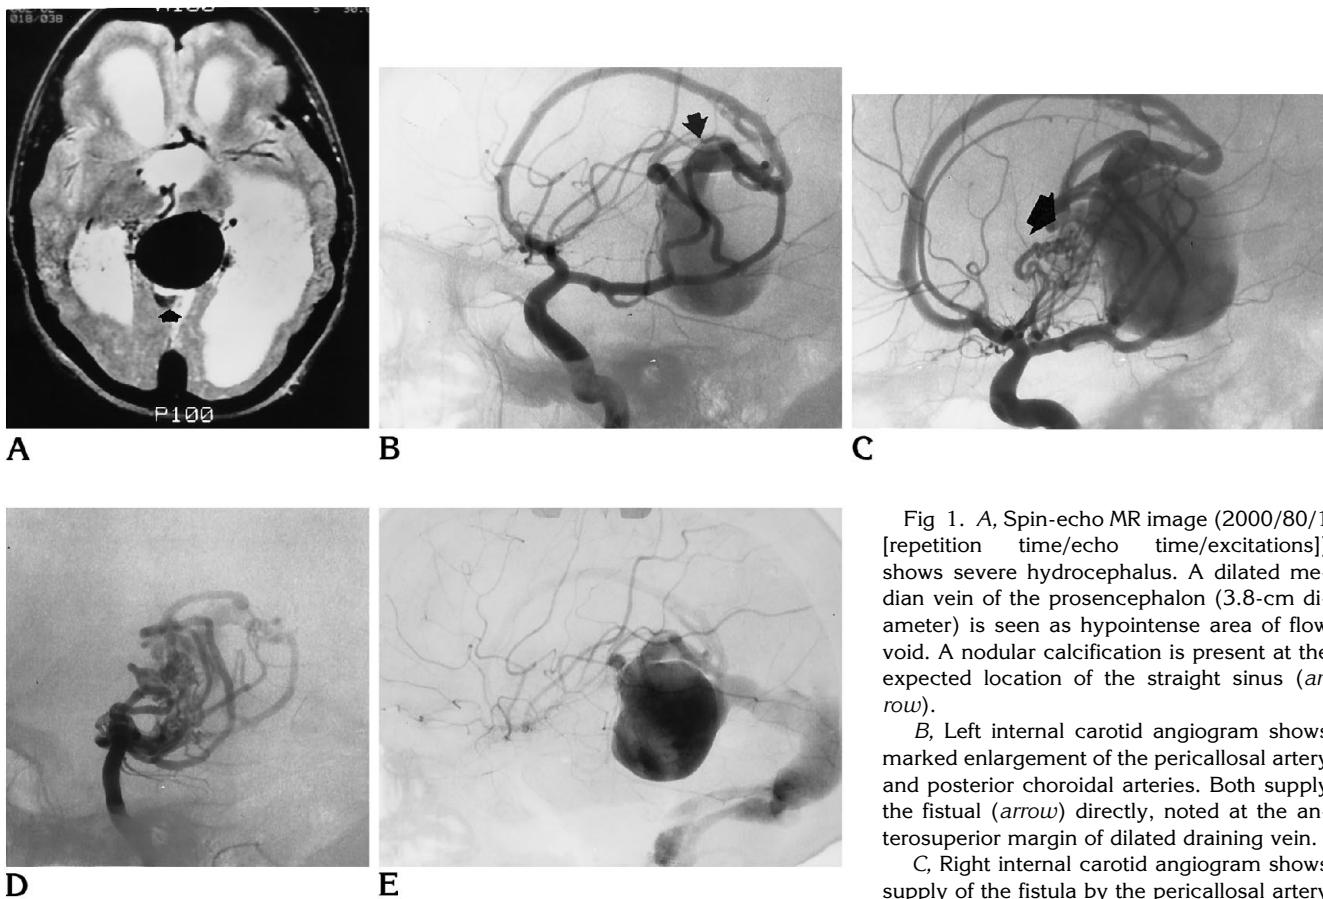 018/038
S 30.0
P100
A
B
C
D
E
Fig 1. A, Spin-echo MR image (2000/80/1
[repetition time/echo time/excitations])
shows severe hydrocephalus. A dilated me-
dian vein of the prosencephalon (3.8-cm di-
ameter) is seen as hypointense area of flow
void. A nodular calcification is present at the
expected location of the straight sinus (ar
row).
B, Left internal carotid angiogram shows
marked enlargement of the pericallosal artery
and posterior choroidal arteries. Both supply
the fistual (arrow) directly, noted at the an-
terosuperior margin of dilated draining vein.
C, Right internal carotid angiogram shows
supply of the fistula by the pericallosal artery